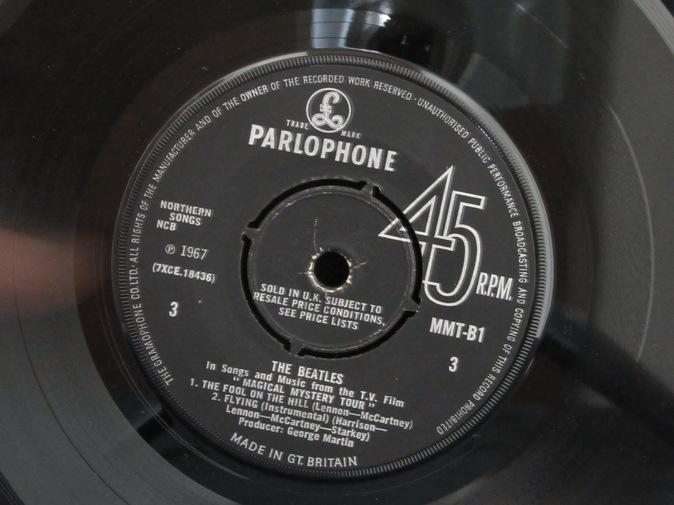 THE GRAMOPHONE CO.LTD. ALL RIGHTS OF THE MANUFACTURER AND OF THE OWNER OF THE RECORDED WORK RESERVED · UNAUTHORISED PUBLIC PERFORMANCE BROADCASTING AND COPYING OF THIS RECORD PROHIBITED
£
TRADE MARK
PARLOPHONE
45
R.P.M.
NORTHERN
SONGS
NCB
℗ 1967
(7XCE.18436)
3
SOLD IN U.K. SUBJECT TO
RESALE PRICE CONDITIONS,
SEE PRICE LISTS
MMT-B1
3
THE BEATLES
In Songs and Music from the T.V. Film
" MAGICAL MYSTERY TOUR "
1. THE FOOL ON THE HILL (Lennon—McCartney)
2. FLYING (Instrumental) (Harrison—
Lennon—McCartney—Starkey)
Producer: George Martin
MADE IN GT. BRITAIN